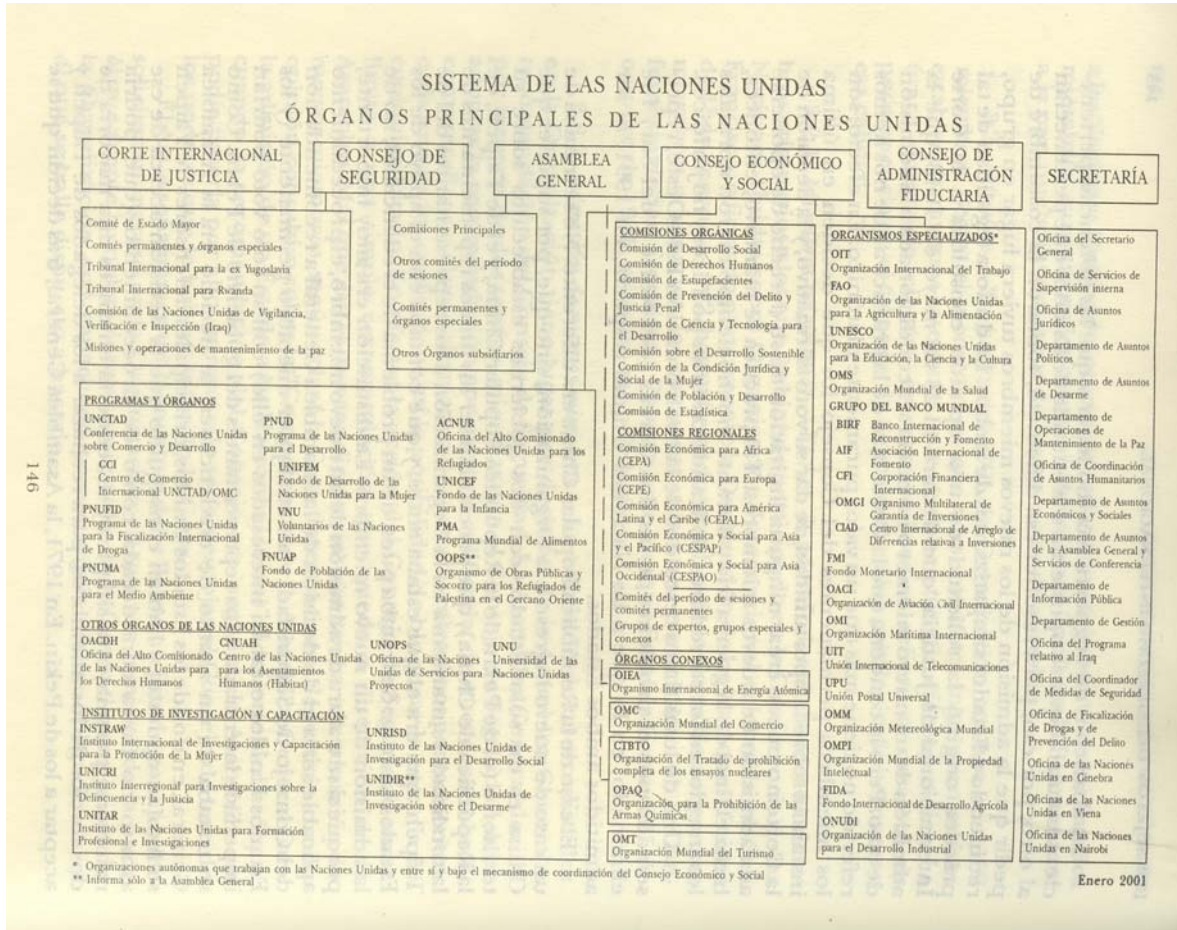 SISTEMA DE LAS NACIONES UNIDAS
ÓRGANOS PRINCIPALES DE LAS NACIONES UNIDAS
CORTE INTERNACIONAL
DE JUSTICIA
CONSEJO DE
SEGURIDAD
ASAMBLEA
GENERAL
CONSEJO ECONÓMICO
Y SOCIAL
CONSEJO DE
ADMINISTRACIÓN
FIDUCIARIA
SECRETARÍA
Comité de Estado Mayor
Comités permanentes y órganos especiales
Tribunal Internacional para la ex Yugoslavia
Tribunal Internacional para Rwanda
Comisión de las Naciones Unidas de Vigilancia,
Verificación e Inspección (Iraq)
Misiones y operaciones de mantenimiento de la paz
Comisiones Principales
Otros comités del período
de sesiones
Comités permanentes y
órganos especiales
Otros Órganos subsidiarios
PROGRAMAS Y ÓRGANOS
UNCTAD
Conferencia de las Naciones Unidas
sobre Comercio y Desarrollo
CCI
Centro de Comercio
Internacional UNCTAD/OMC
PNUFID
Programa de las Naciones Unidas
para la Fiscalización Internacional
de Drogas
PNUMA
Programa de las Naciones Unidas
para el Medio Ambiente
PNUD
Programa de las Naciones Unidas
para el Desarrollo
UNIFEM
Fondo de Desarrollo de las
Naciones Unidas para la Mujer
VNU
Voluntarios de las Naciones
Unidas
FNUAP
Fondo de Población de las
Naciones Unidas
ACNUR
Oficina del Alto Comisionado
de las Naciones Unidas para los
Refugiados
UNICEF
Fondo de las Naciones Unidas
para la Infancia
PMA
Programa Mundial de Alimentos
OOPS**
Organismo de Obras Públicas y
Socorro para los Refugiados de
Palestina en el Cercano Oriente
OTROS ÓRGANOS DE LAS NACIONES UNIDAS
OACDH
Oficina del Alto Comisionado
de las Naciones Unidas para
los Derechos Humanos
CNUAH
Centro de las Naciones Unidas
para los Asentamientos
Humanos (Habitat)
UNOPS
Oficina de las Naciones
Unidas de Servicios para
Proyectos
UNU
Universidad de las
Naciones Unidas
INSTITUTOS DE INVESTIGACIÓN Y CAPACITACIÓN
INSTRAW
Instituto Internacional de Investigaciones y Capacitación
para la Promoción de la Mujer
UNICRI
Instituto Interregional para Investigaciones sobre la
Delincuencia y la Justicia
UNITAR
Instituto de las Naciones Unidas para Formación
Profesional e Investigaciones
UNRISD
Instituto de las Naciones Unidas de
Investigación para el Desarrollo Social
UNIDIR**
Instituto de las Naciones Unidas de
Investigación sobre el Desarme
COMISIONES ORGÁNICAS
Comisión de Desarrollo Social
Comisión de Derechos Humanos
Comisión de Estupefacientes
Comisión de Prevención del Delito y
Justicia Penal
Comisión de Ciencia y Tecnología para
el Desarrollo
Comisión sobre el Desarrollo Sostenible
Comisión de la Condición Jurídica y
Social de la Mujer
Comisión de Población y Desarrollo
Comisión de Estadística
COMISIONES REGIONALES
Comisión Económica para Africa
(CEPA)
Comisión Económica para Europa
(CEPE)
Comisión Económica para América
Latina y el Caribe (CEPAL)
Comisión Económica y Social para Asia
y el Pacífico (CESPAP)
Comisión Económica y Social para Asia
Occidental (CESPAO)
Comités del período de sesiones y
comités permanentes
Grupos de expertos, grupos especiales y
conexos
ÓRGANOS CONEXOS
OIEA
Organismo Internacional de Energía Atómica
OMC
Organización Mundial del Comercio
CTBTO
Organización del Tratado de prohibición
completa de los ensayos nucleares
OPAQ
Organización para la Prohibición de las
Armas Químicas
OMT
Organización Mundial del Turismo
ORGANISMOS ESPECIALIZADOS*
OIT
Organización Internacional del Trabajo
FAO
Organización de las Naciones Unidas
para la Agricultura y la Alimentación
UNESCO
Organización de las Naciones Unidas
para la Educación, la Ciencia y la Cultura
OMS
Organización Mundial de la Salud
GRUPO DEL BANCO MUNDIAL
BIRF Banco Internacional de
Reconstrucción y Fomento
AIF Asociación Internacional de
Fomento
CFI Corporación Financiera
Internacional
OMGI Organismo Multilateral de
Garantía de Inversiones
CIAD Centro Internacional de Arreglo de
Diferencias relativas a Inversiones
FMI
Fondo Monetario Internacional
OACI
Organización de Aviación Civil Internacional
OMI
Organización Marítima Internacional
UIT
Unión Internacional de Telecomunicaciones
UPU
Unión Postal Universal
OMM
Organización Metereológica Mundial
OMPI
Organización Mundial de la Propiedad
Intelectual
FIDA
Fondo Internacional de Desarrollo Agrícola
ONUDI
Organización de las Naciones Unidas
para el Desarrollo Industrial
Oficina del Secretario
General
Oficina de Servicios de
Supervisión interna
Oficina de Asuntos
Jurídicos
Departamento de Asuntos
Políticos
Departamento de Asuntos
de Desarme
Departamento de
Operaciones de
Mantenimiento de la Paz
Oficina de Coordinación
de Asuntos Humanitarios
Departamento de Asuntos
Económicos y Sociales
Departamento de Asuntos
de la Asamblea General y
Servicios de Conferencia
Departamento de
Información Pública
Departamento de Gestión
Oficina del Programa
relativo al Iraq
Oficina del Coordinador
de Medidas de Seguridad
Oficina de Fiscalización
de Drogas y de
Prevención del Delito
Oficina de las Naciones
Unidas en Ginebra
Oficinas de las Naciones
Unidas en Viena
Oficina de las Naciones
Unidas en Nairobi
* Organizaciones autónomas que trabajan con las Naciones Unidas y entre sí y bajo el mecanismo de coordinación del Consejo Económico y Social
** Informa sólo a la Asamblea General
Enero 2001
146